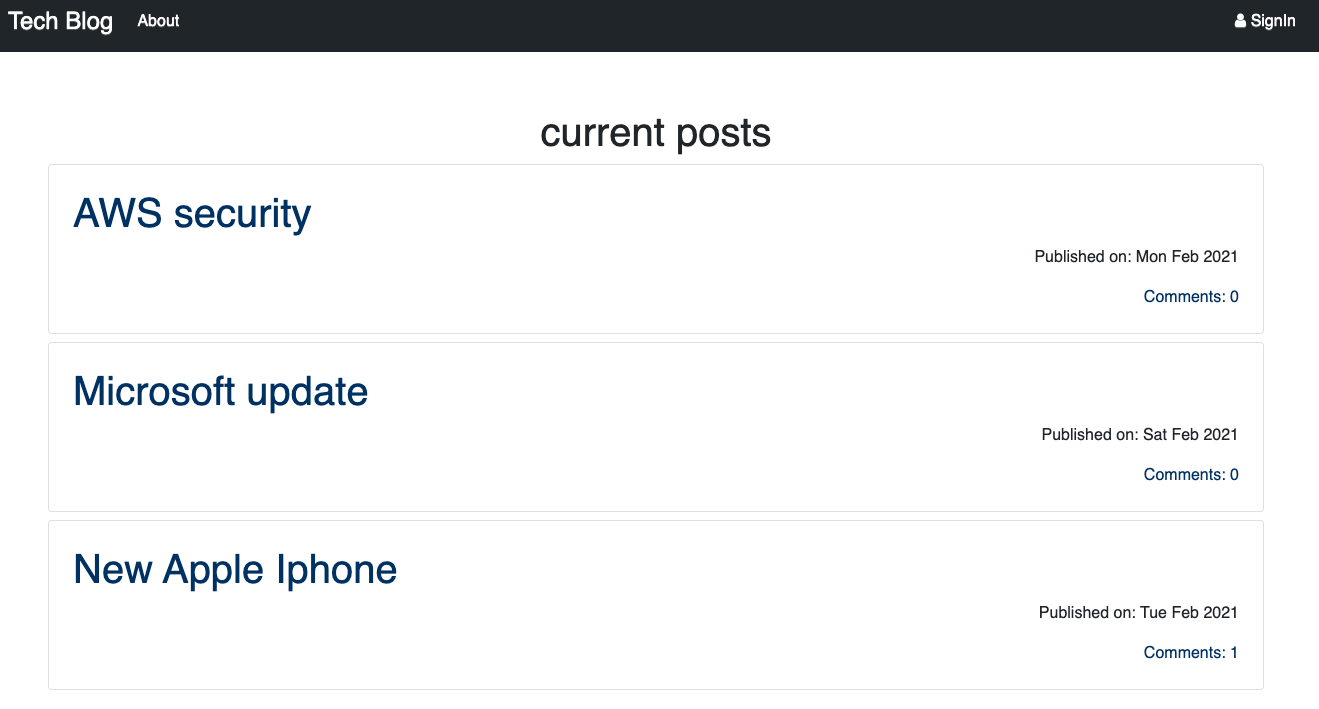 Tech Blog About SignIn
current posts
AWS security
Published on: Mon Feb 2021
Comments: 0
Microsoft update
Published on: Sat Feb 2021
Comments: 0
New Apple Iphone
Published on: Tue Feb 2021
Comments: 1